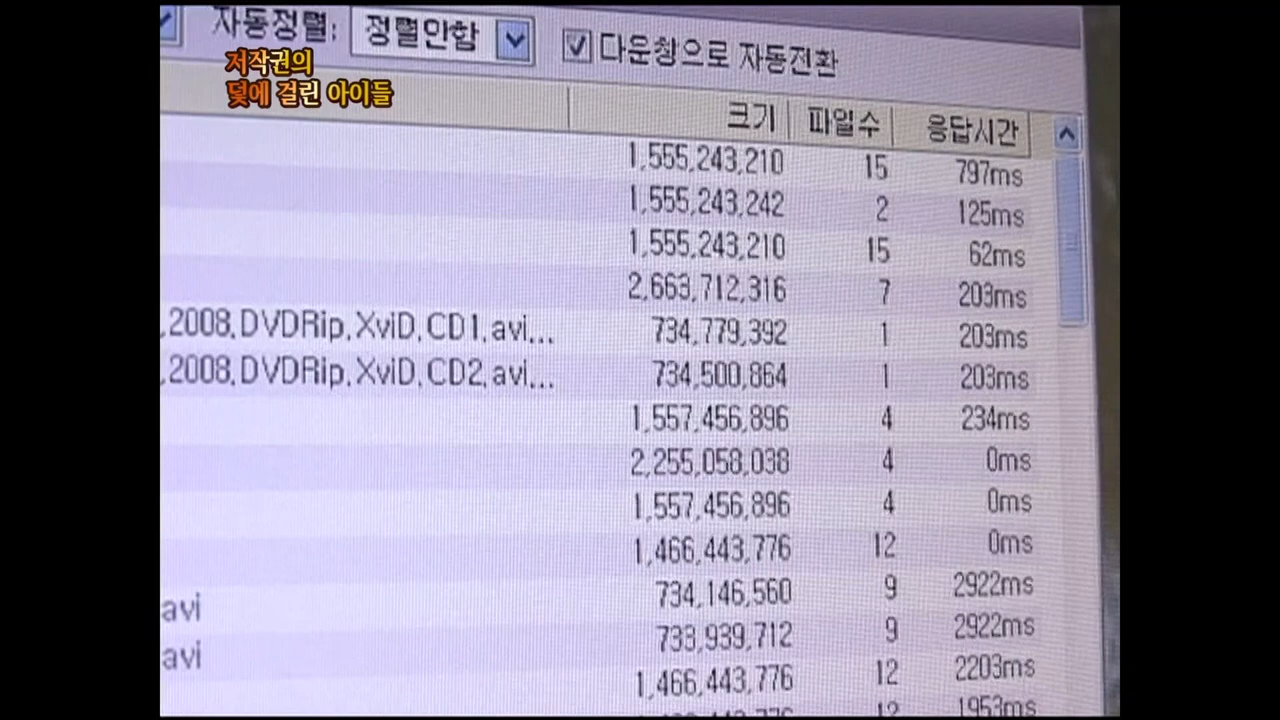 자동정렬: 정렬안함 다운창으로 자동전환
저작권의
덫에 걸린 아이들
크기 파일수 응답시간
1,555,243,210 15 797ms
1,555,243,242 2 125ms
1,555,243,210 15 62ms
2,663,712,316 7 203ms
.2008.DVDRip.XviD.CD1.avi... 734,779,392 1 203ms
.2008.DVDRip.XviD.CD2.avi... 734,500,864 1 203ms
1,557,456,896 4 234ms
2,255,058,038 4 0ms
1,557,456,896 4 0ms
1,466,443,776 12 0ms
avi 734,146,560 9 2922ms
avi 733,939,712 9 2922ms
1,466,443,776 12 2203ms
12 1953ms